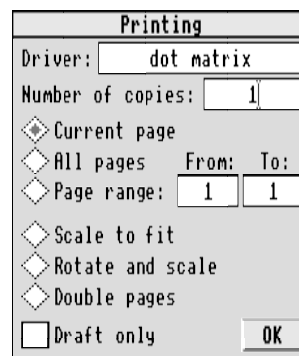 Printing
Driver: dot matrix
Number of copies: 1
Current page
All pages From: To:
Page range: 1 1
Scale to fit
Rotate and scale
Double pages
Draft only OK